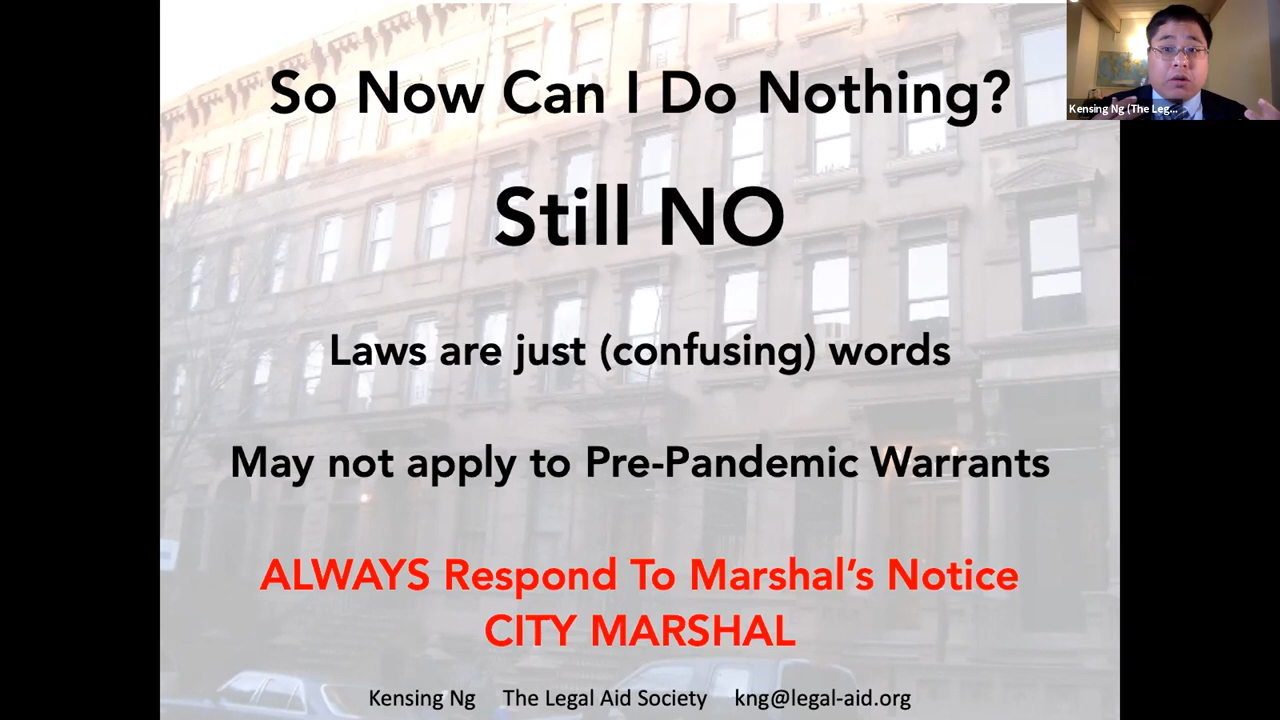 So Now Can I Do Nothing?
Still NO
Laws are just (confusing) words
May not apply to Pre-Pandemic Warrants
ALWAYS Respond To Marshal's Notice
CITY MARSHAL
Kensing Ng The Legal Aid Society kng@legal-aid.org
Kensing Ng (The Leg...